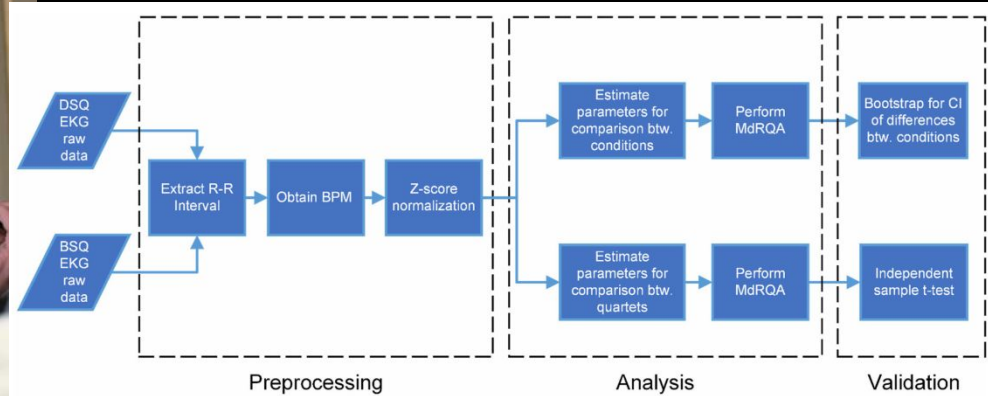 DSQ
EKG
raw
data
BSQ
EKG
raw
data
Extract R-R
Interval
Obtain BPM
Z-score
normalization
Estimate
parameters for
comparison btw.
conditions
Perform
MdRQA
Bootstrap for CI
of differences
btw. conditions
Estimate
parameters for
comparison btw.
quartets
Perform
MdRQA
Independent
sample t-test
Preprocessing
Analysis
Validation